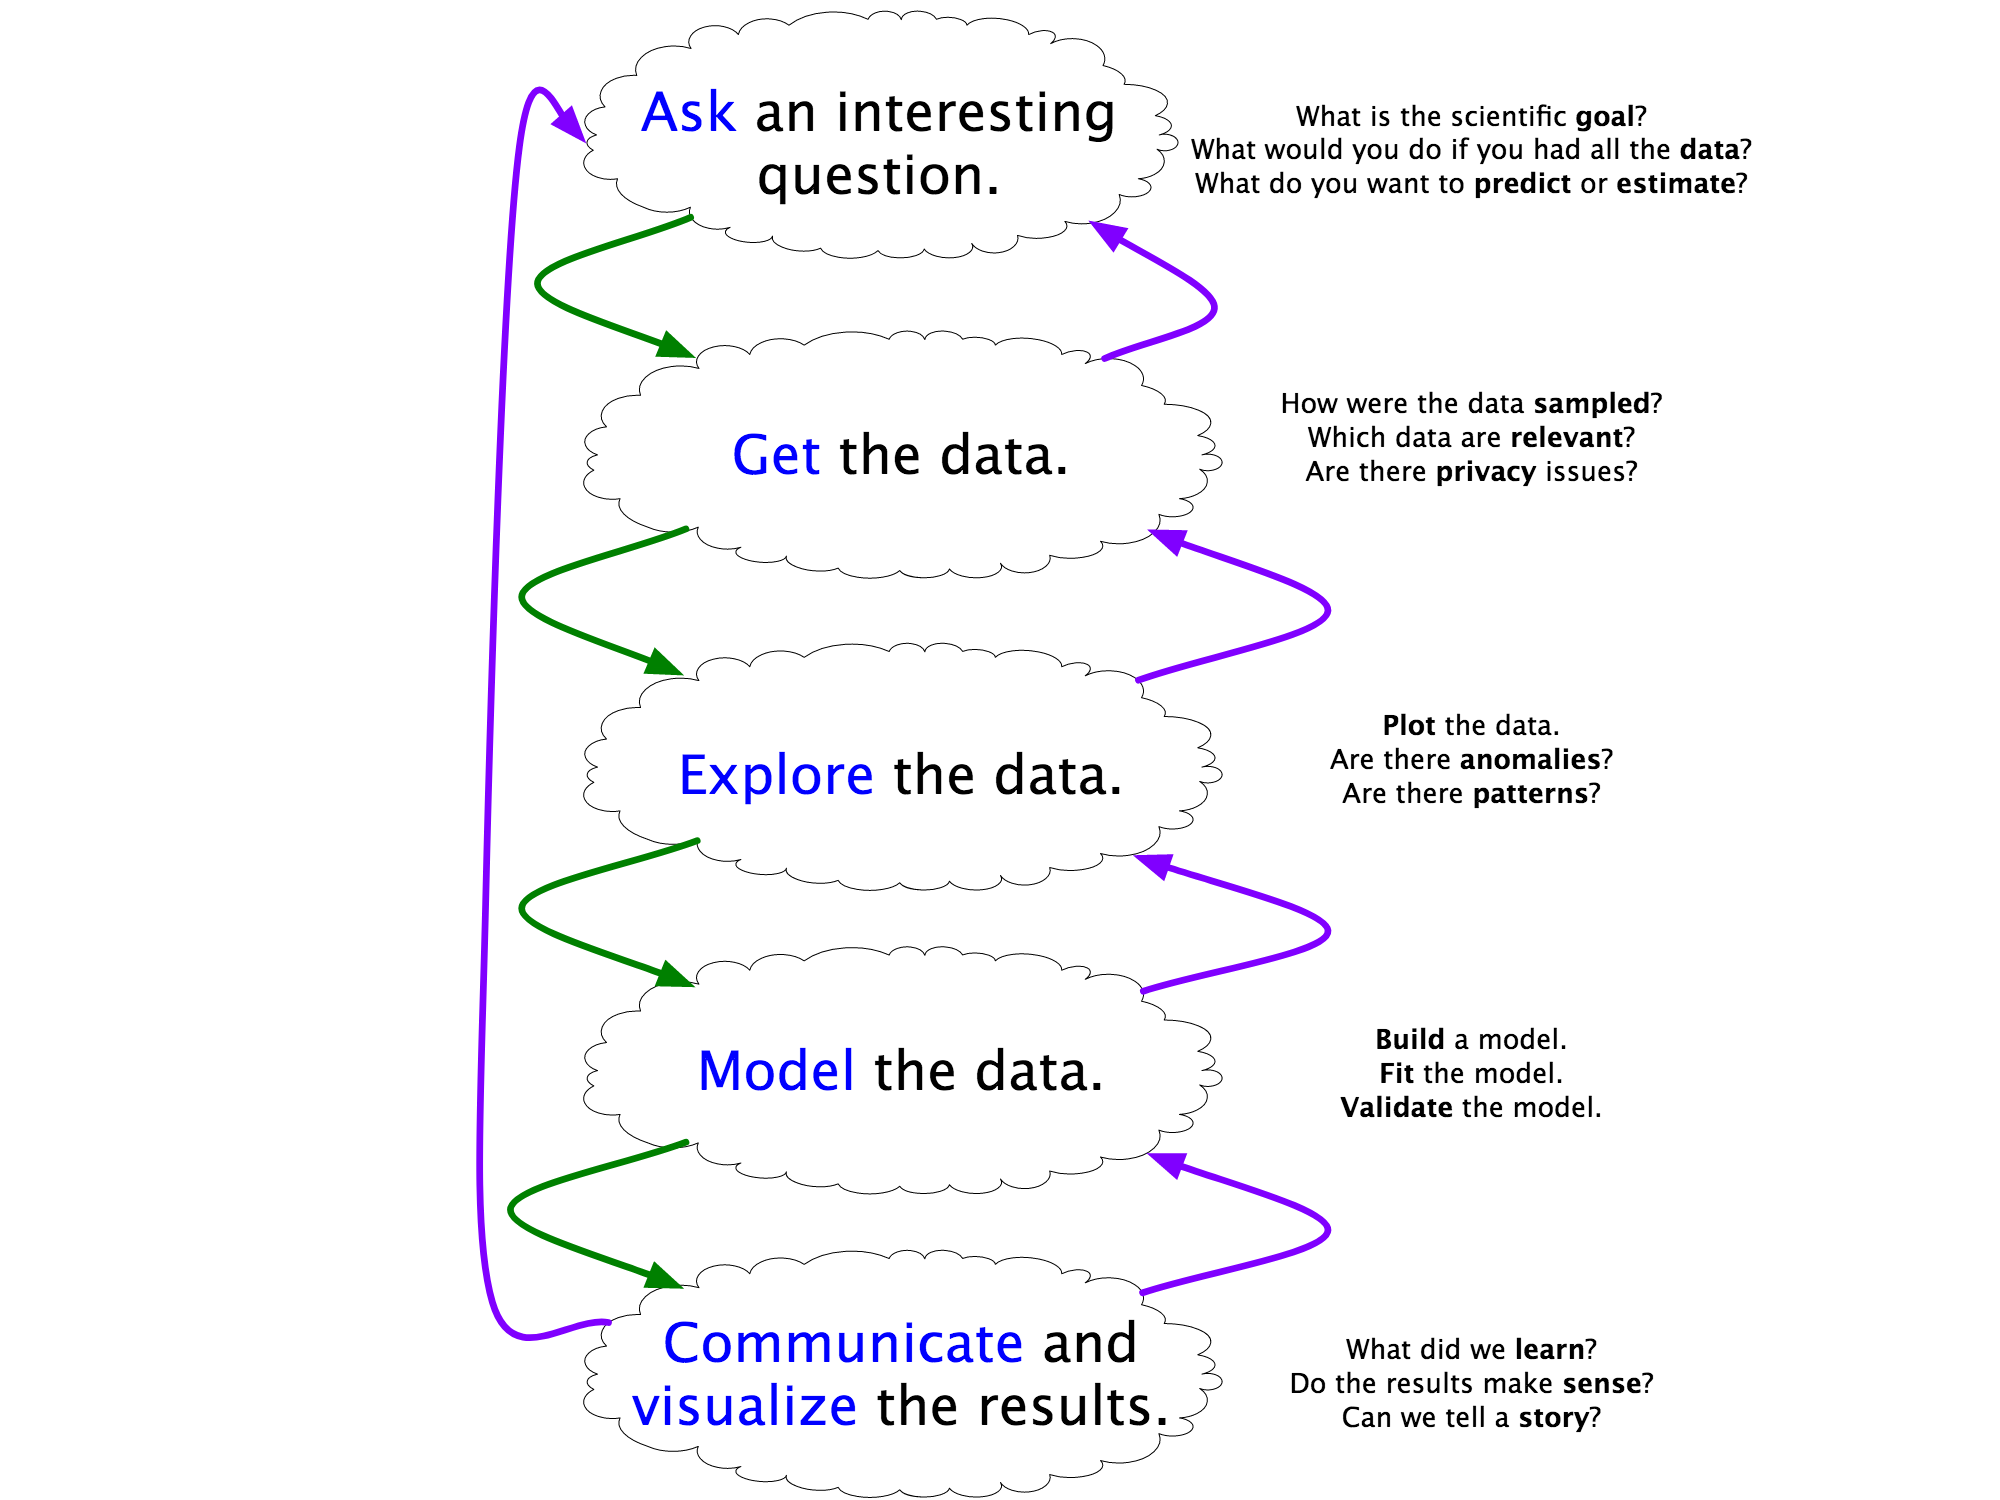 Ask an interesting
question.
What is the scientific goal?
What would you do if you had all the data?
What do you want to predict or estimate?
Get the data.
How were the data sampled?
Which data are relevant?
Are there privacy issues?
Explore the data.
Plot the data.
Are there anomalies?
Are there patterns?
Model the data.
Build a model.
Fit the model.
Validate the model.
Communicate and
visualize the results.
What did we learn?
Do the results make sense?
Can we tell a story?